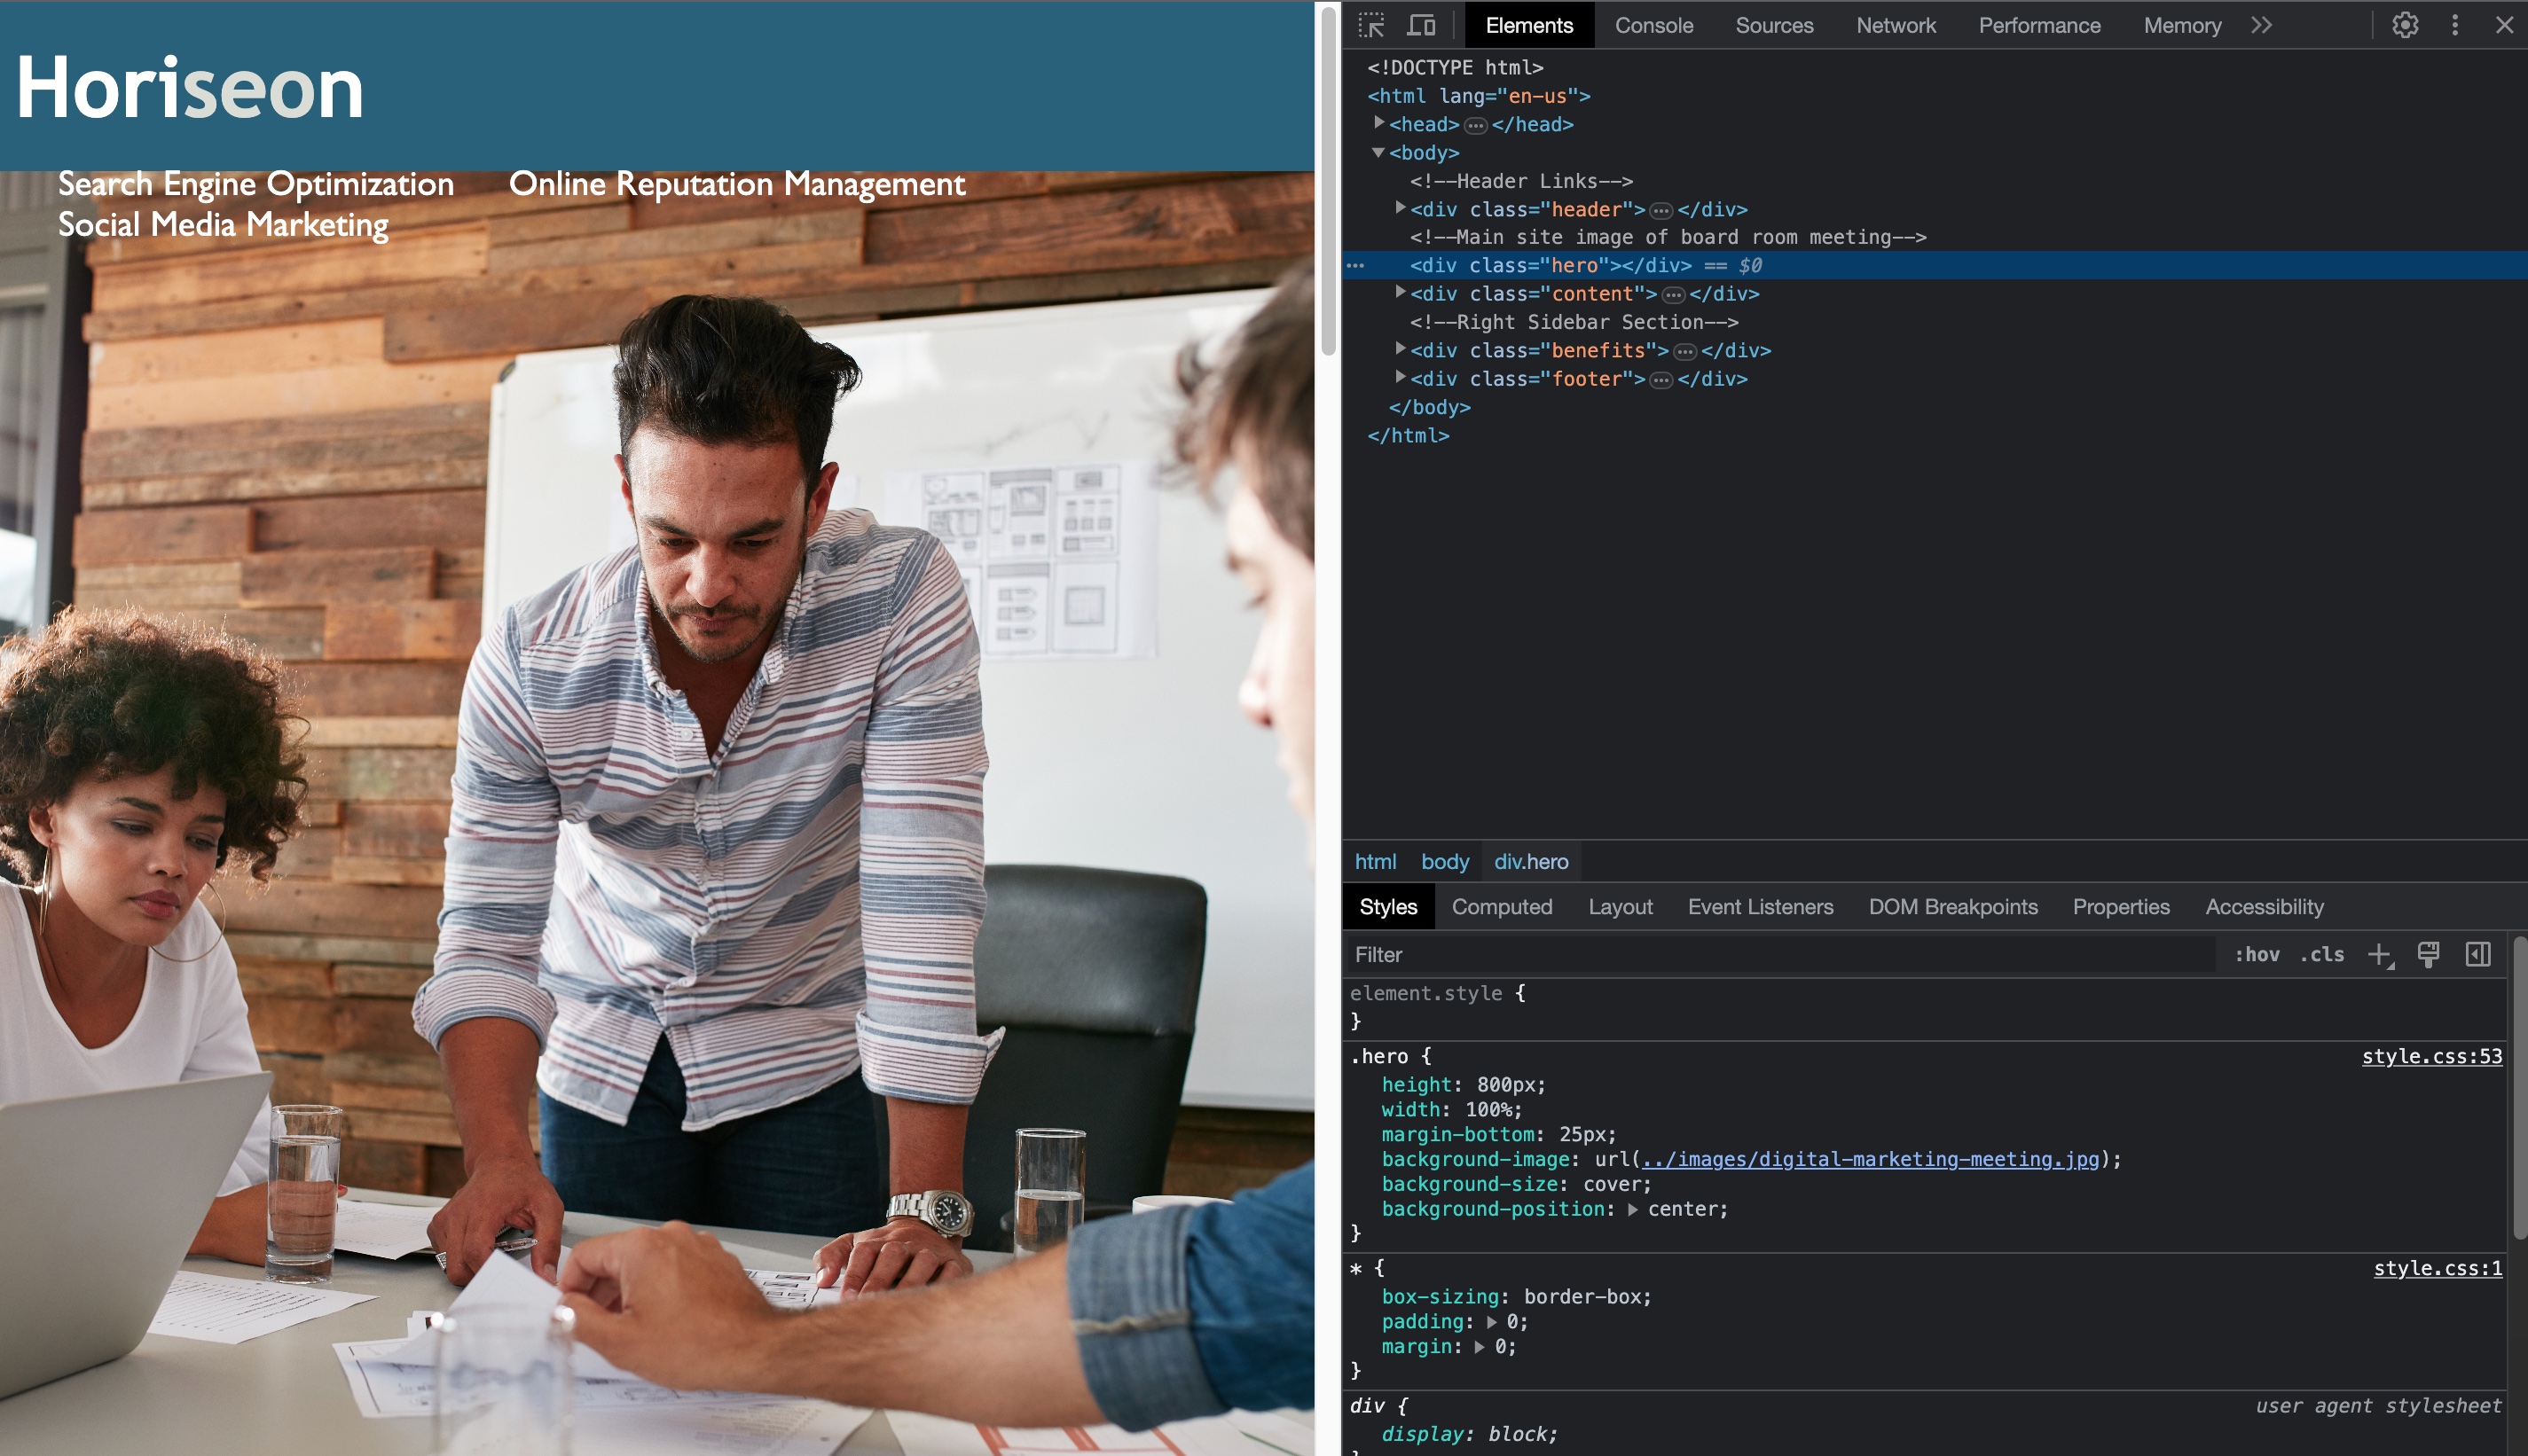 Horiseon
Search Engine Optimization Online Reputation Management
Social Media Marketing
Elements Console Sources Network Performance Memory
<!DOCTYPE html>
<html lang="en-us">
<head>…</head>
<body>
<!--Header Links-->
<div class="header">…</div>
<!--Main site image of board room meeting-->
<div class="hero"></div> == $0
<div class="content">…</div>
<!--Right Sidebar Section-->
<div class="benefits">…</div>
<div class="footer">…</div>
</body>
</html>
html body div.hero
Styles Computed Layout Event Listeners DOM Breakpoints Properties Accessibility
Filter :hov .cls
element.style {
}
.hero { style.css:53
height: 800px;
width: 100%;
margin-bottom: 25px;
background-image: url(../images/digital-marketing-meeting.jpg);
background-size: cover;
background-position: center;
}
* { style.css:1
box-sizing: border-box;
padding: 0;
margin: 0;
}
div { user agent stylesheet
display: block;